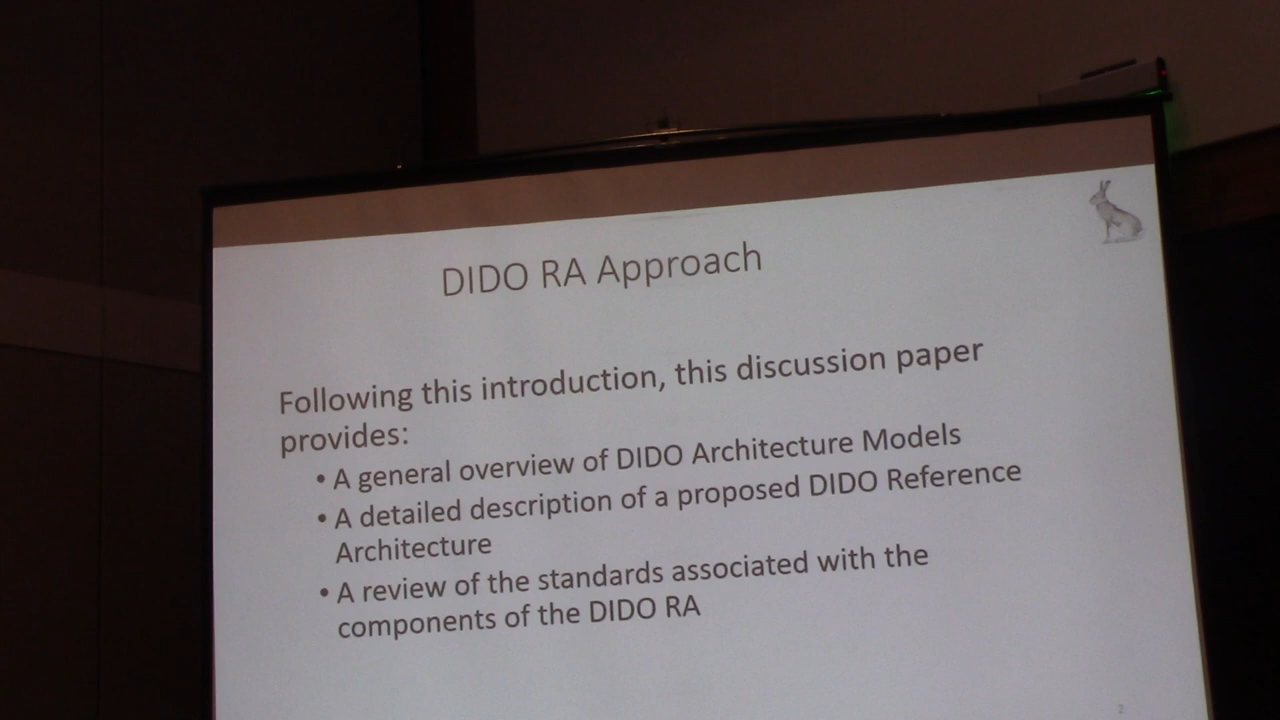 DIDO RA Approach
Following this introduction, this discussion paper
provides:
• A general overview of DIDO Architecture Models
• A detailed description of a proposed DIDO Reference
Architecture
• A review of the standards associated with the
components of the DIDO RA
2